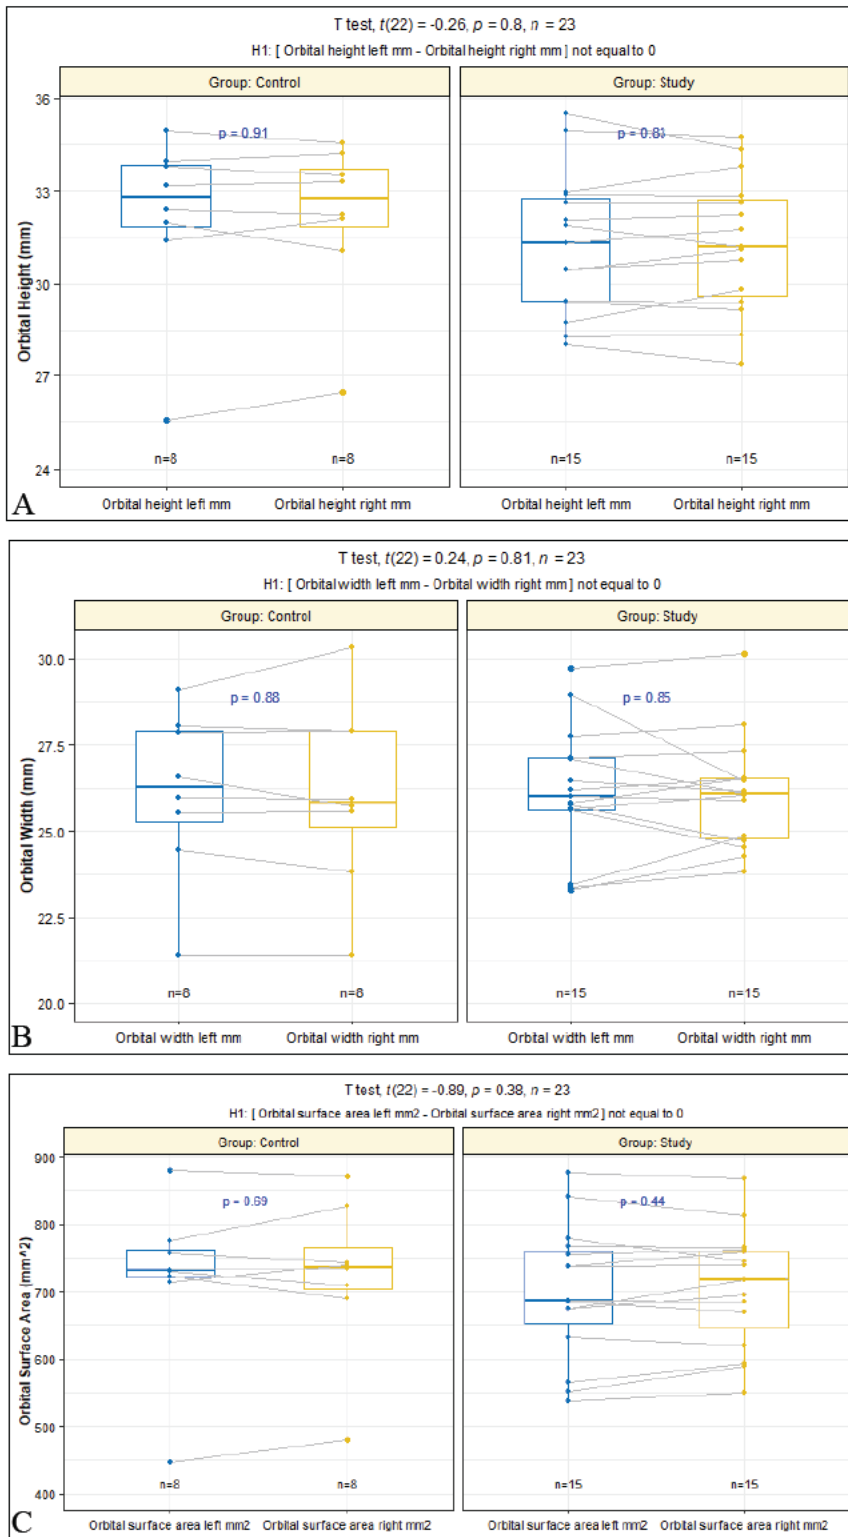 T test, t(22) = -0.26, p = 0.8, n = 23
H1: [ Orbital height left mm - Orbital height right mm ] not equal to 0
Group: Control
Group: Study
36
33
30
27
24
Orbital Height (mm)
p = 0.91
p = 0.83
n=8
n=8
n=15
n=15
Orbital height left mm
Orbital height right mm
Orbital height left mm
Orbital height right mm
A
T test, t(22) = 0.24, p = 0.81, n = 23
H1: [ Orbital width left mm - Orbital width right mm ] not equal to 0
Group: Control
Group: Study
30.0
27.5
25.0
22.5
20.0
Orbital Width (mm)
p = 0.88
p = 0.85
n=8
n=8
n=15
n=15
Orbital width left mm
Orbital width right mm
Orbital width left mm
Orbital width right mm
B
T test, t(22) = -0.89, p = 0.38, n = 23
H1: [ Orbital surface area left mm2 - Orbital surface area right mm2 ] not equal to 0
Group: Control
Group: Study
900
800
700
600
500
400
Orbital Surface Area (mm^2)
p = 0.69
p = 0.44
n=8
n=8
n=15
n=15
Orbital surface area left mm2
Orbital surface area right mm2
Orbital surface area left mm2
Orbital surface area right mm2
C